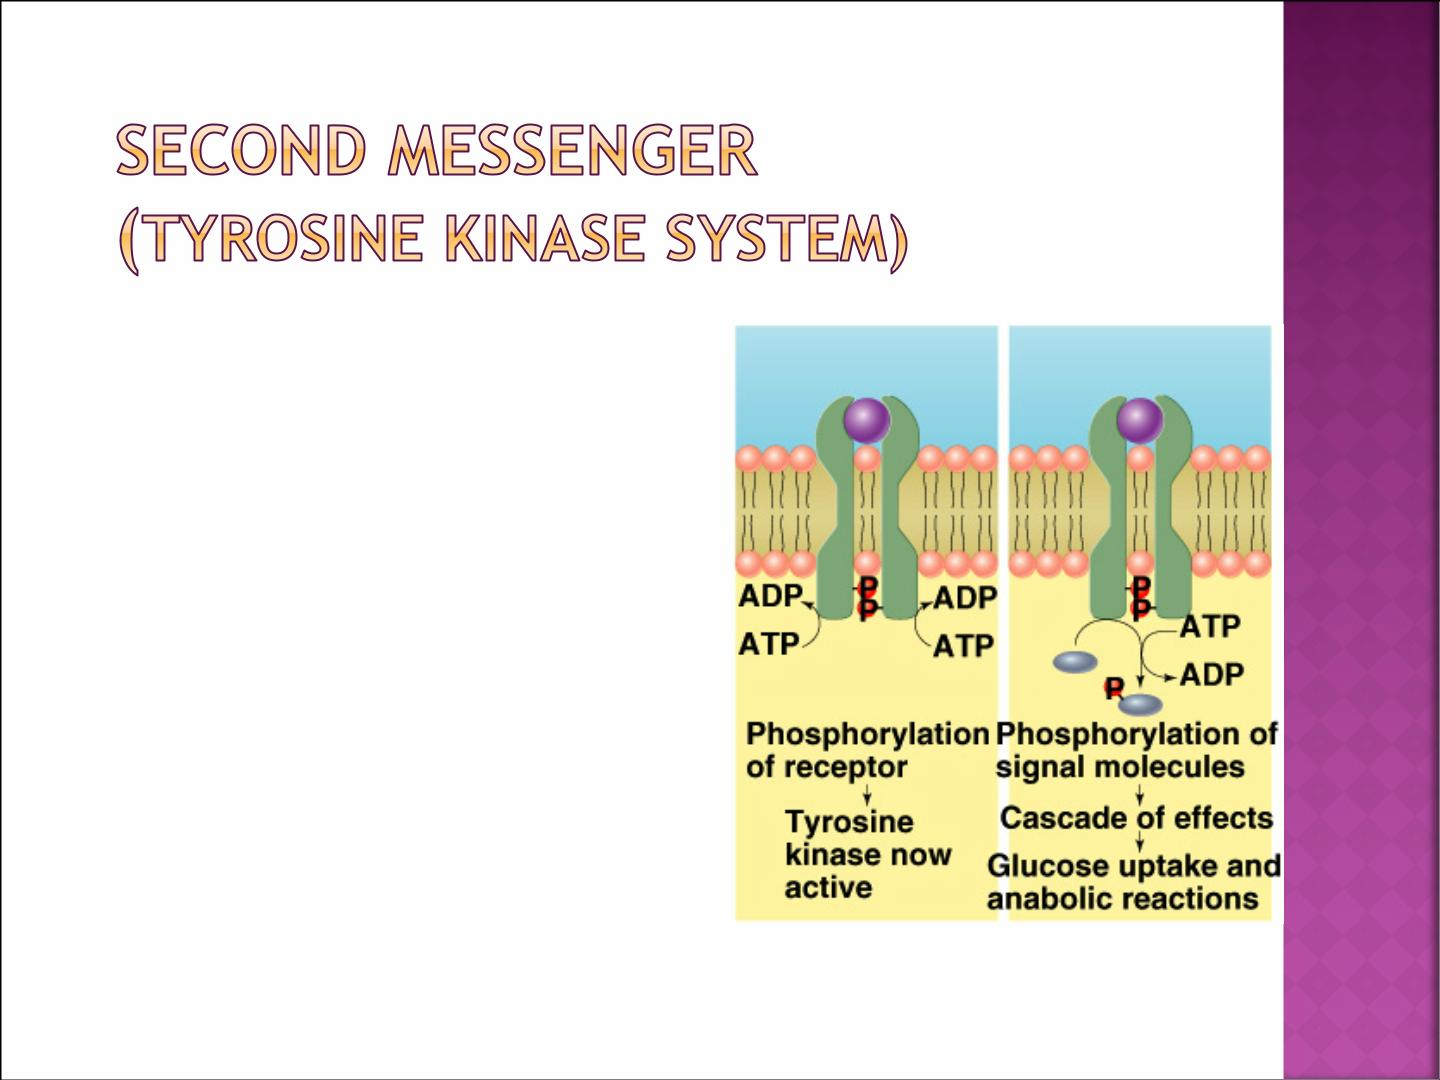 SECOND MESSENGER
(TYROSINE KINASE SYSTEM)
P
P
ADP
ADP
ATP
ATP
Phosphorylation
of receptor
Tyrosine
kinase now
active
P
P
ATP
ADP
P
Phosphorylation of
signal molecules
Cascade of effects
Glucose uptake and
anabolic reactions